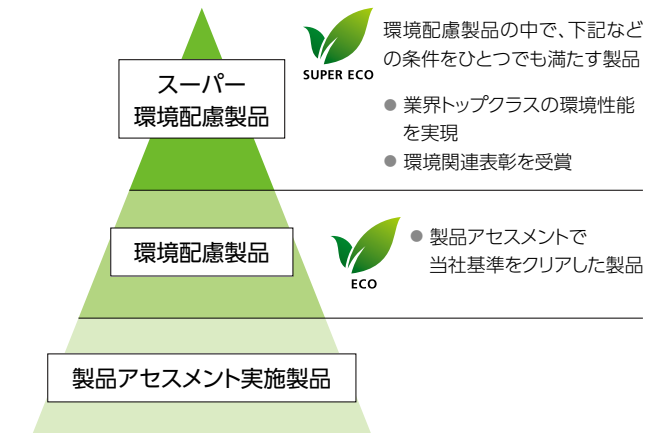 スーパー
環境配慮製品
SUPER ECO
環境配慮製品の中で、下記など
の条件をひとつでも満たす製品
● 業界トップクラスの環境性能
を実現
● 環境関連表彰を受賞
環境配慮製品
ECO
● 製品アセスメントで
当社基準をクリアした製品
製品アセスメント実施製品